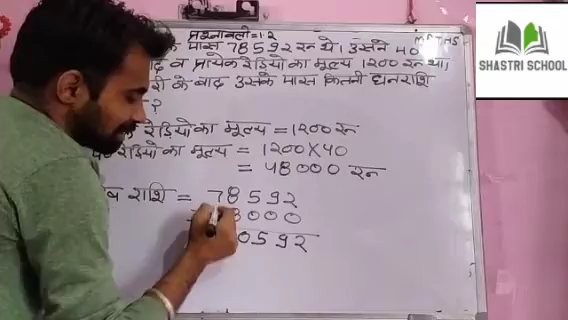 प्रश्नावली=1.2
पास 78592 रू थे। उसने 40
व प्रत्येक रेडियो का मूल्य 1200 रू था।
के बाद उसके पास कितनी धनराशि
?
रेडियो का मूल्य = 1200 रू
रेडियो का मूल्य = 1200×40
= 48000 रू
राशि = 78592
8000
0592
SHASTRI SCHOOL